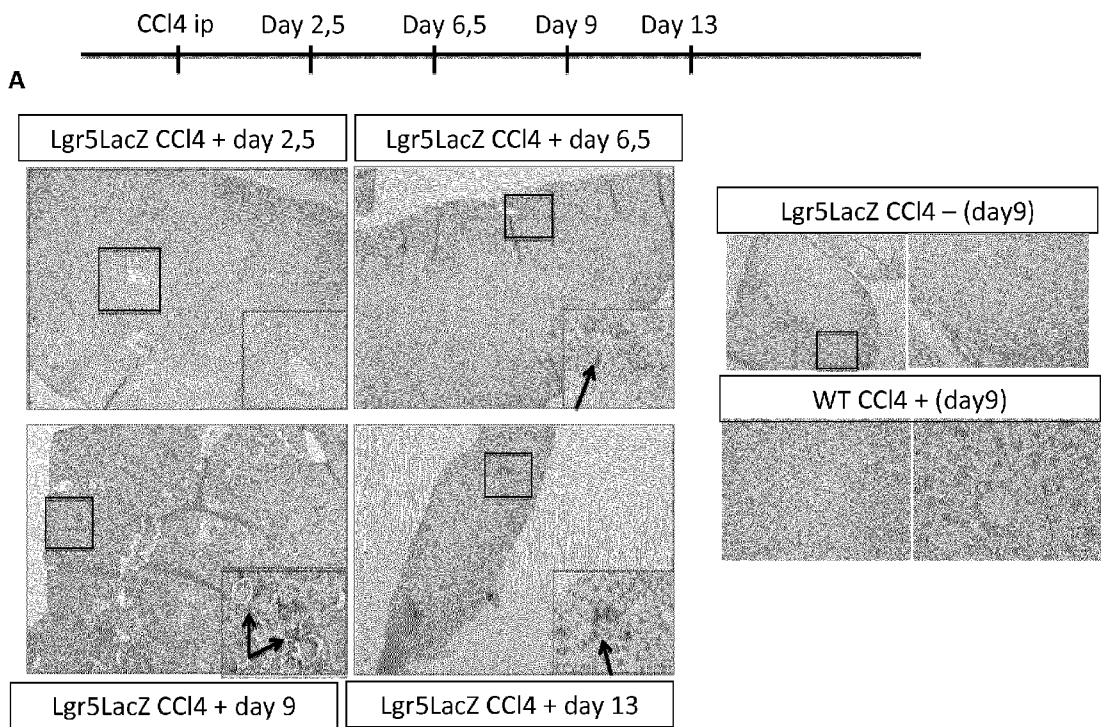 CCl4 ip Day 2,5 Day 6,5 Day 9 Day 13
A
Lgr5LacZ CCl4 + day 2,5
Lgr5LacZ CCl4 + day 6,5
Lgr5LacZ CCl4 – (day9)
WT CCl4 + (day9)
Lgr5LacZ CCl4 + day 9
Lgr5LacZ CCl4 + day 13